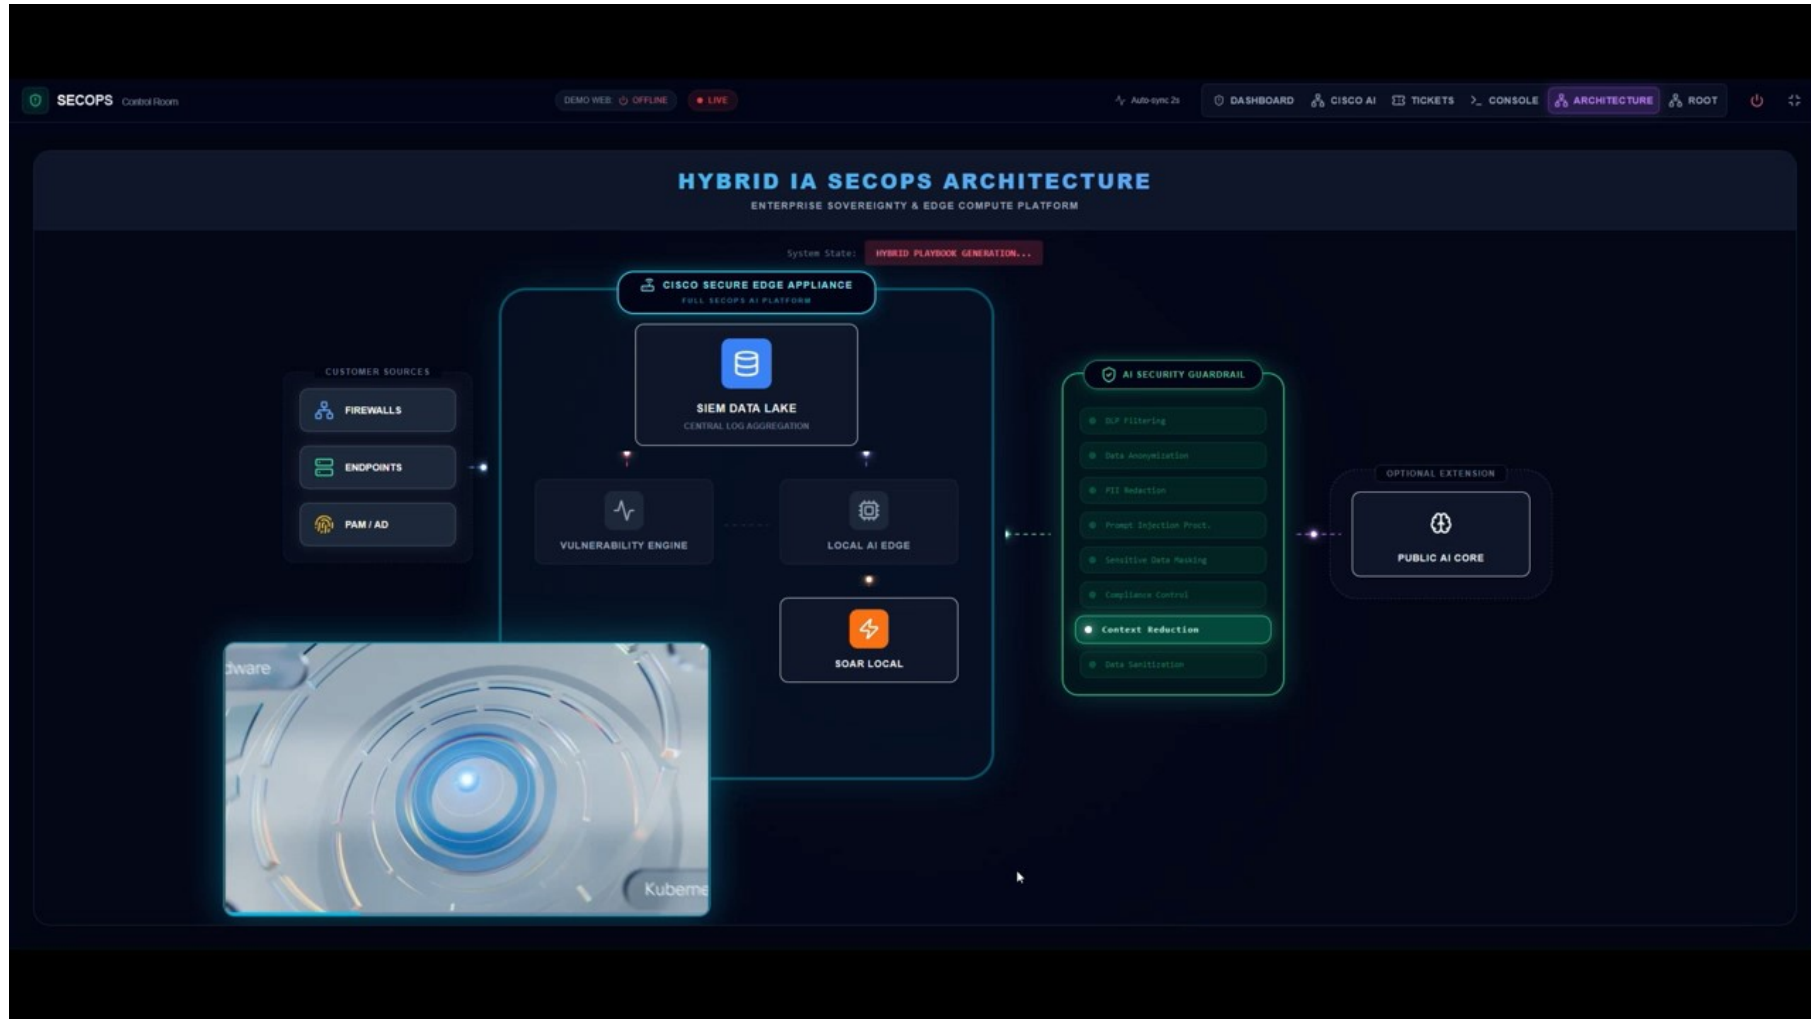 SECOPS Control Room
DEMO WEB: OFFLINE
LIVE
Auto-sync 2s
DASHBOARD
CISCO AI
TICKETS
CONSOLE
ARCHITECTURE
ROOT
HYBRID IA SECOPS ARCHITECTURE
ENTERPRISE SOVEREIGNTY & EDGE COMPUTE PLATFORM
System State: HYBRID PLAYBOOK GENERATION...
CISCO SECURE EDGE APPLIANCE
FULL SECOPS AI PLATFORM
CUSTOMER SOURCES
FIREWALLS
ENDPOINTS
PAM / AD
SIEM DATA LAKE
CENTRAL LOG AGGREGATION
VULNERABILITY ENGINE
LOCAL AI EDGE
SOAR LOCAL
AI SECURITY GUARDRAIL
DLP Filtering
Data Anonymization
PII Redaction
Prompt Injection Prot.
Sensitive Data Masking
Compliance Control
Context Reduction
Data Sanitization
OPTIONAL EXTENSION
PUBLIC AI CORE
dware
Kuberne